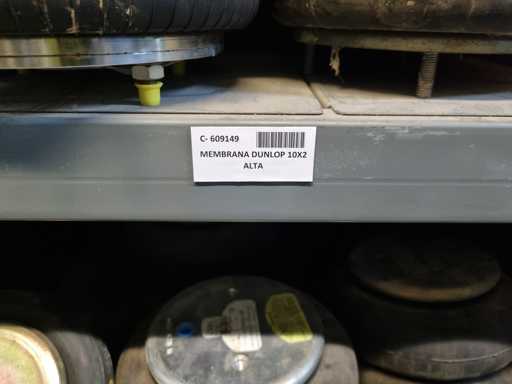 C- 609149
MEMBRANA DUNLOP 10X2
ALTA